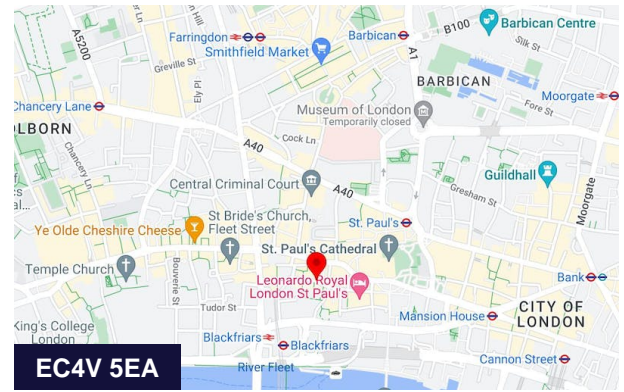 A5200
Farringdon
Smithfield Market
Barbican
B100
Barbican Centre
Silk St
Greville St
Ely Pl
A1
BARBICAN
Moorgate
Fore St
Chancery Lane
Museum of London
Temporarily closed
OLBORN
Cock Ln
A40
Chancery Ln
Central Criminal Court
A40
Gresham St
Guildhall
Moorgate
St Bride's Church,
Fleet Street
Ye Olde Cheshire Cheese
St. Paul's
St. Paul's Cathedral
Temple Church
Bouverie St
Leonardo Royal
London St Paul's
Bank
Tudor St
Mansion House
CITY OF
LONDON
King's College
London
Blackfriars
Blackfriars
Cannon Street
River Fleet
EC4V 5EA